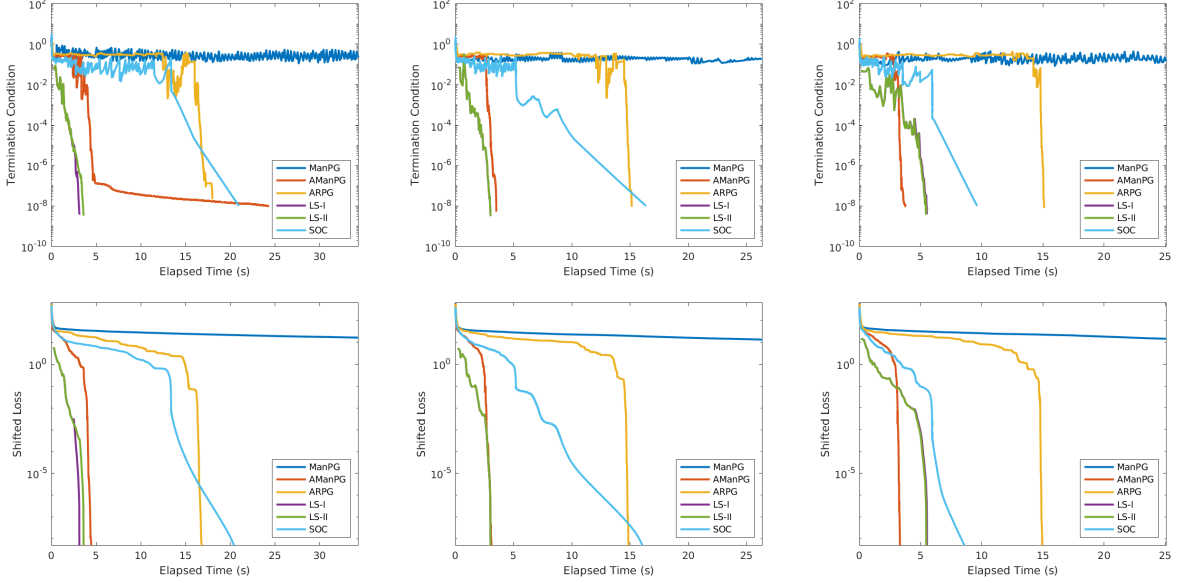 10^2
10^0
10^-2
10^-4
10^-6
10^-8
10^-10
Termination Condition
0 5 10 15 20 25 30
Elapsed Time (s)
ManPG
AManPG
ARPG
LS-I
LS-II
SOC
10^2
10^0
10^-2
10^-4
10^-6
10^-8
10^-10
Termination Condition
0 5 10 15 20 25
Elapsed Time (s)
ManPG
AManPG
ARPG
LS-I
LS-II
SOC
10^2
10^0
10^-2
10^-4
10^-6
10^-8
10^-10
Termination Condition
0 5 10 15 20 25
Elapsed Time (s)
ManPG
AManPG
ARPG
LS-I
LS-II
SOC
10^0
10^-5
Shifted Loss
0 5 10 15 20 25 30
Elapsed Time (s)
ManPG
AManPG
ARPG
LS-I
LS-II
SOC
10^0
10^-5
Shifted Loss
0 5 10 15 20 25
Elapsed Time (s)
ManPG
AManPG
ARPG
LS-I
LS-II
SOC
10^0
10^-5
Shifted Loss
0 5 10 15 20 25
Elapsed Time (s)
ManPG
AManPG
ARPG
LS-I
LS-II
SOC